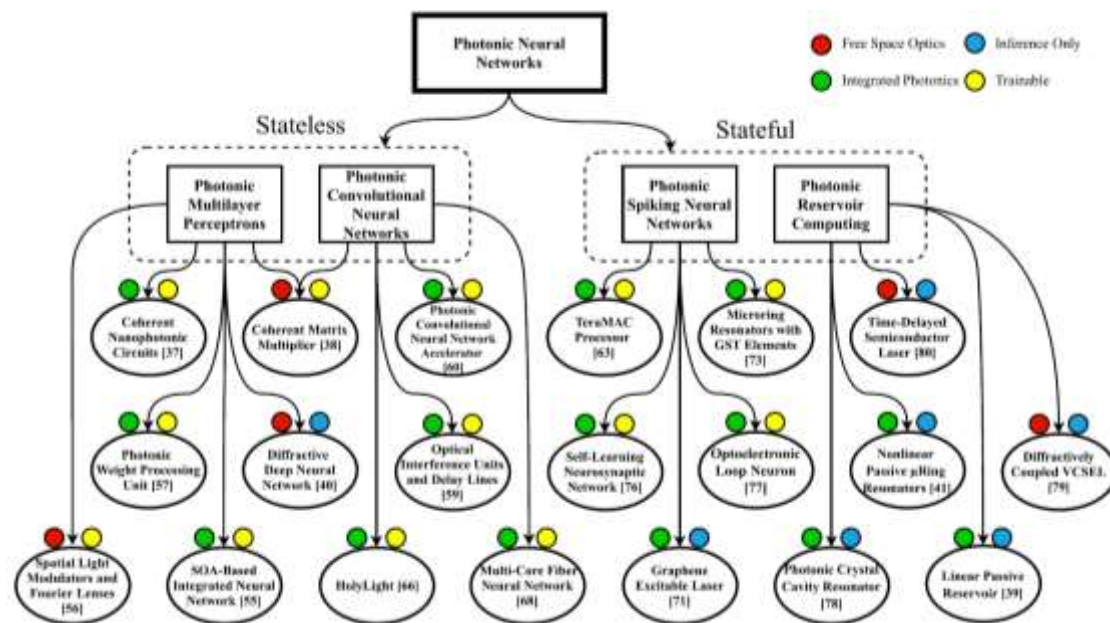 Photonic Neural
Networks
Free Space Optics
Inference Only
Integrated Photonics
Trainable
Stateless
Stateful
Photonic
Multilayer
Perceptrons
Photonic
Convolutional
Neural
Networks
Photonic
Spiking Neural
Networks
Photonic
Reservoir
Computing
Coherent
Nanophotonic
Circuits [37]
Coherent Matrix
Multiplier [38]
Photonic
Convolutional
Neural Network
Accelerator
[60]
TeraMAC
Processor
[63]
Microring
Resonators with
GST Elements
[73]
Time-Delayed
Semiconductor
Laser [80]
Photonic
Weight Processing
Unit [57]
Diffractive
Deep Neural
Network [40]
Optical
Interference Units
and Delay Lines
[59]
Self-Learning
Neurosynaptic
Network [76]
Optoelectronic
Loop Neuron
[77]
Nonlinear
Passive μRing
Resonators [41]
Diffractively
Coupled VCSEL
[79]
Spatial Light
Modulators and
Fourier Lenses
[56]
SOA-Based
Integrated Neural
Network [55]
HolyLight [66]
Multi-Core Fiber
Neural Network
[68]
Graphene
Excitable Laser
[71]
Photonic Crystal
Cavity Resonator
[78]
Linear Passive
Reservoir [39]